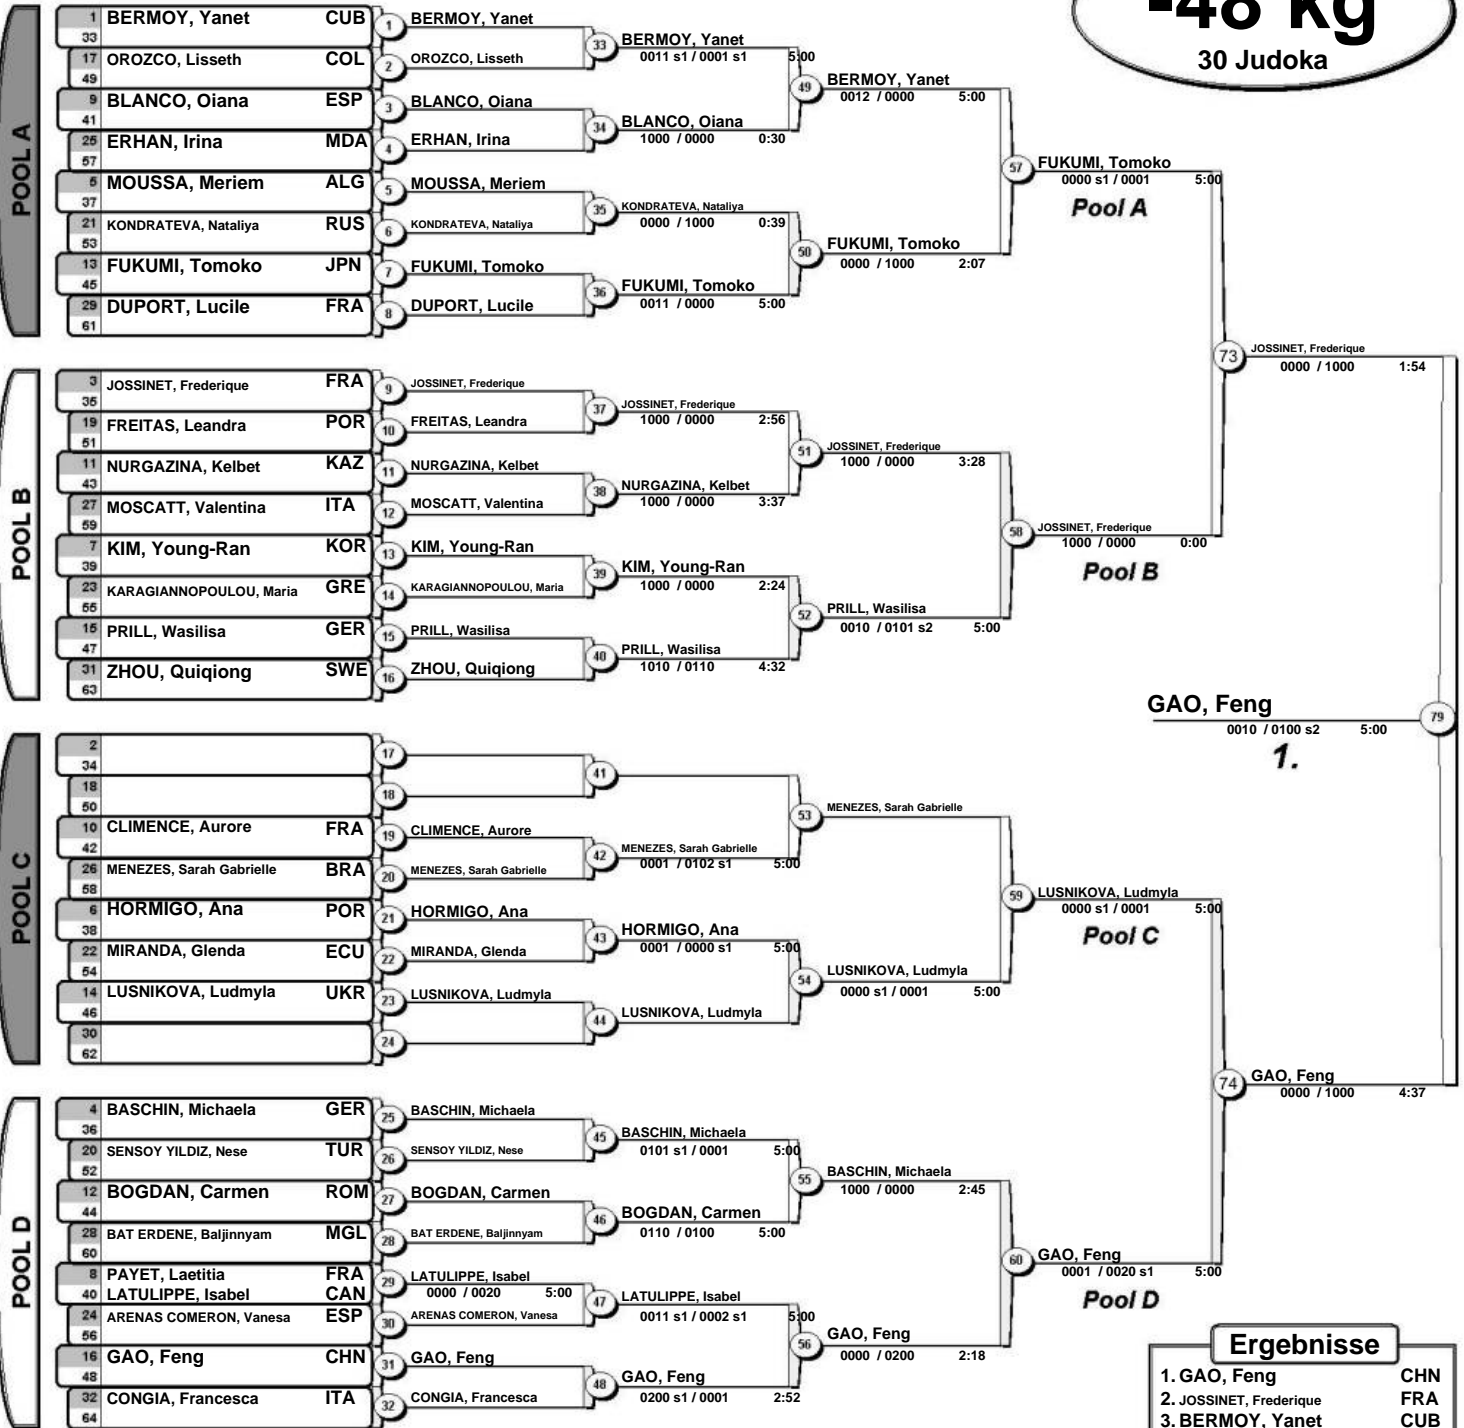 -48 kg
30 Judoka
POOL A
1 BERMOY, Yanet CUB
33
17 OROZCO, Lisseth COL
49
9 BLANCO, Oiana ESP
41
25 ERHAN, Irina MDA
57
5 MOUSSA, Meriem ALG
37
21 KONDRATEVA, Nataliya RUS
53
13 FUKUMI, Tomoko JPN
45
29 DUPORT, Lucile FRA
61
1 BERMOY, Yanet
2 OROZCO, Lisseth
3 BLANCO, Oiana
4 ERHAN, Irina
5 MOUSSA, Meriem
6 KONDRATEVA, Nataliya
7 FUKUMI, Tomoko
8 DUPORT, Lucile
33 BERMOY, Yanet
0011 s1 / 0001 s1 5:00
34 BLANCO, Oiana
1000 / 0000 0:30
35 KONDRATEVA, Nataliya
0000 / 1000 0:39
36 FUKUMI, Tomoko
0011 / 0000 5:00
49 BERMOY, Yanet
0012 / 0000 5:00
50 FUKUMI, Tomoko
0000 / 1000 2:07
57 FUKUMI, Tomoko
0000 s1 / 0001 5:00
Pool A
POOL B
3 JOSSINET, Frederique FRA
35
19 FREITAS, Leandra POR
51
11 NURGAZINA, Kelbet KAZ
43
27 MOSCATT, Valentina ITA
59
7 KIM, Young-Ran KOR
39
23 KARAGIANNOPOULOU, Maria GRE
55
15 PRILL, Wasilisa GER
47
31 ZHOU, Quiqiong SWE
63
9 JOSSINET, Frederique
10 FREITAS, Leandra
11 NURGAZINA, Kelbet
12 MOSCATT, Valentina
13 KIM, Young-Ran
14 KARAGIANNOPOULOU, Maria
15 PRILL, Wasilisa
16 ZHOU, Quiqiong
37 JOSSINET, Frederique
1000 / 0000 2:56
38 NURGAZINA, Kelbet
1000 / 0000 3:37
39 KIM, Young-Ran
1000 / 0000 2:24
40 PRILL, Wasilisa
1010 / 0110 4:32
51 JOSSINET, Frederique
1000 / 0000 3:28
52 PRILL, Wasilisa
0010 / 0101 s2 5:00
58 JOSSINET, Frederique
1000 / 0000 0:00
Pool B
73 JOSSINET, Frederique
0000 / 1000 1:54
GAO, Feng 79
0010 / 0100 s2 5:00
1.
POOL C
2
34
18
50
10 CLIMENCE, Aurore FRA
42
26 MENEZES, Sarah Gabrielle BRA
58
6 HORMIGO, Ana POR
38
22 MIRANDA, Glenda ECU
54
14 LUSNIKOVA, Ludmyla UKR
46
30
62
17
18
19 CLIMENCE, Aurore
20 MENEZES, Sarah Gabrielle
21 HORMIGO, Ana
22 MIRANDA, Glenda
23 LUSNIKOVA, Ludmyla
24
41
42 MENEZES, Sarah Gabrielle
0001 / 0102 s1 5:00
43 HORMIGO, Ana
0001 / 0000 s1 5:00
44 LUSNIKOVA, Ludmyla
53 MENEZES, Sarah Gabrielle
54 LUSNIKOVA, Ludmyla
0000 s1 / 0001 5:00
59 LUSNIKOVA, Ludmyla
0000 s1 / 0001 5:00
Pool C
POOL D
4 BASCHIN, Michaela GER
36
20 SENSOY YILDIZ, Nese TUR
52
12 BOGDAN, Carmen ROM
44
28 BAT ERDENE, Baljinnyam MGL
60
8 PAYET, Laetitia FRA
40 LATULIPPE, Isabel CAN
24 ARENAS COMERON, Vanesa ESP
56
16 GAO, Feng CHN
48
32 CONGIA, Francesca ITA
64
25 BASCHIN, Michaela
26 SENSOY YILDIZ, Nese
27 BOGDAN, Carmen
28 BAT ERDENE, Baljinnyam
29 LATULIPPE, Isabel
0000 / 0020 5:00
30 ARENAS COMERON, Vanesa
31 GAO, Feng
32 CONGIA, Francesca
45 BASCHIN, Michaela
0101 s1 / 0001 5:00
46 BOGDAN, Carmen
0110 / 0100 5:00
47 LATULIPPE, Isabel
0011 s1 / 0002 s1 5:00
48 GAO, Feng
0200 s1 / 0001 2:52
55 BASCHIN, Michaela
1000 / 0000 2:45
56 GAO, Feng
0000 / 0200 2:18
60 GAO, Feng
0001 / 0020 s1 5:00
Pool D
74 GAO, Feng
0000 / 1000 4:37
Ergebnisse
1. GAO, Feng CHN
2. JOSSINET, Frederique FRA
3. BERMOY, Yanet CUB